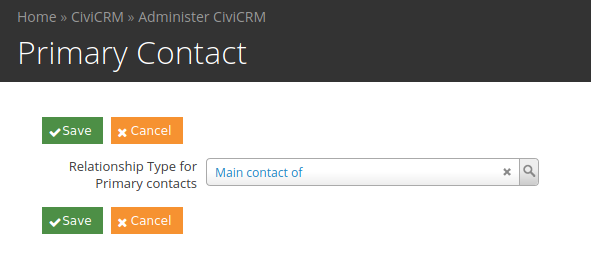 Home » CiviCRM » Administer CiviCRM
Primary Contact
Save Cancel
Relationship Type for
Primary contacts
Main contact of
Save Cancel